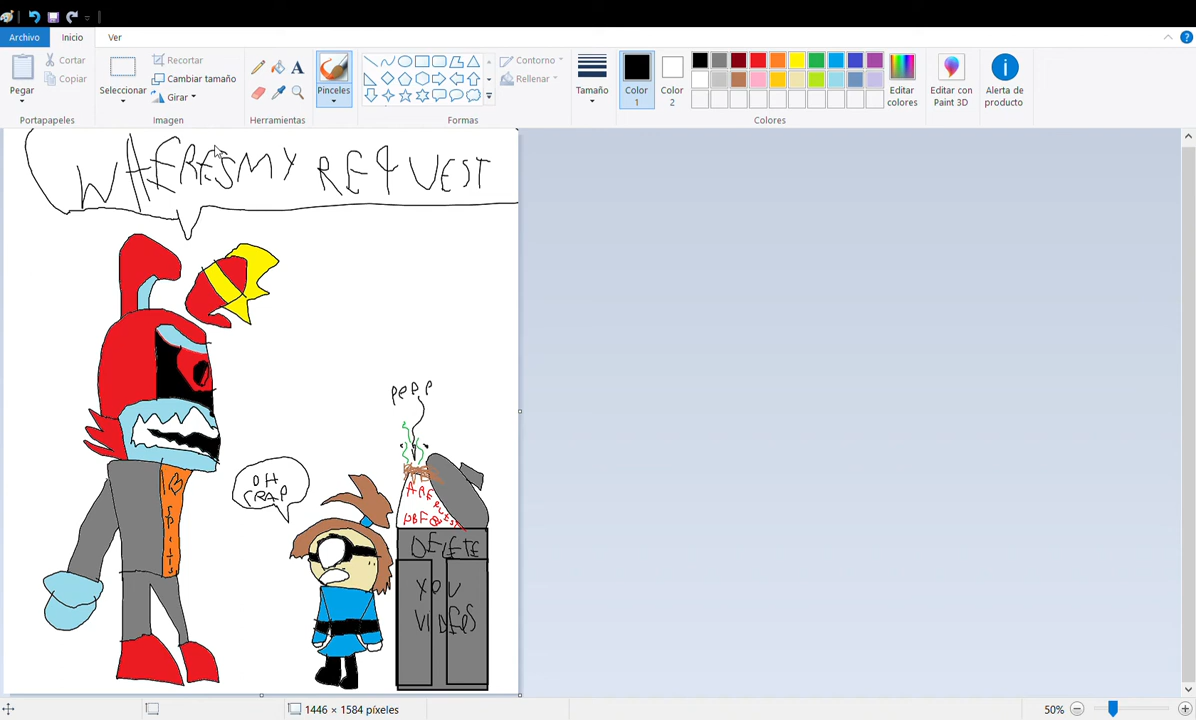 Archivo
Inicio
Ver
Pegar
Cortar
Copiar
Portapapeles
Seleccionar
Recortar
Cambiar tamaño
Girar
Imagen
A
Herramientas
Pinceles
Formas
Contorno
Rellenar
Tamaño
Color 1
Color 2
Editar colores
Editar con Paint 3D
Alerta de producto
Colores
WHERES MY REQUEST
OH
CRAP
DELETE
YOU
VIDEOS
1446 × 1584 píxeles
50%